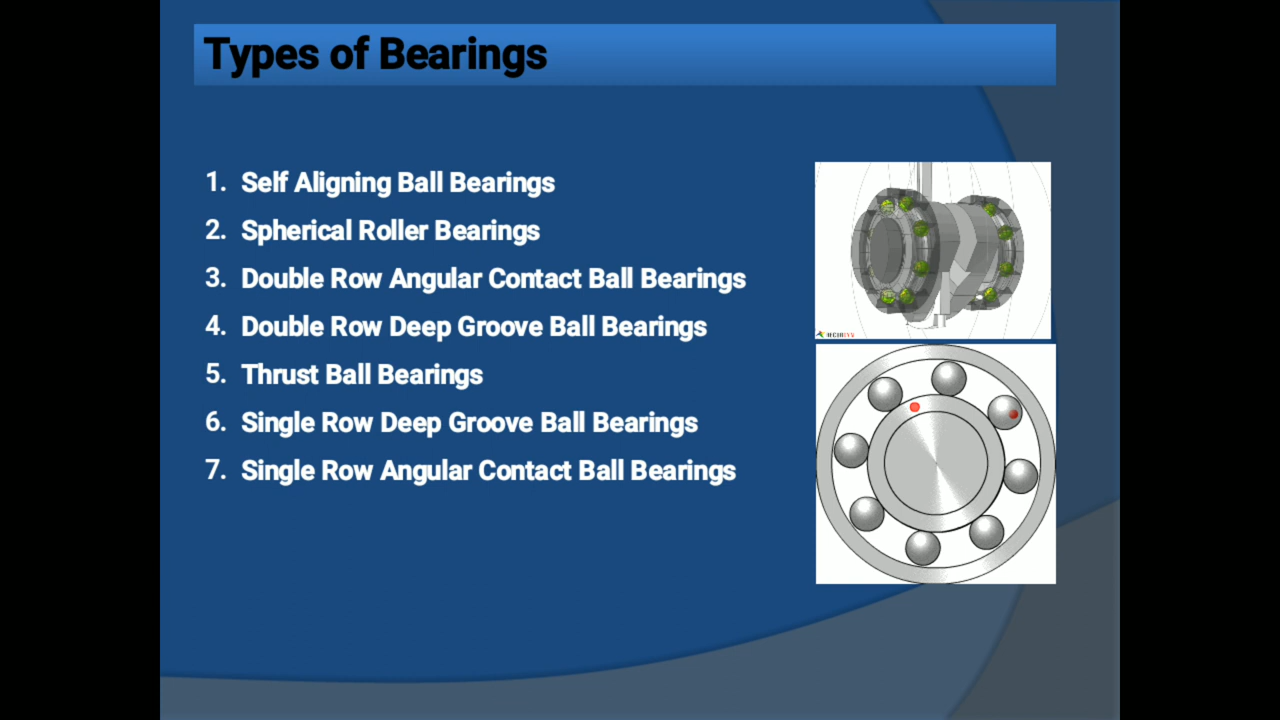 Types of Bearings
1. Self Aligning Ball Bearings
2. Spherical Roller Bearings
3. Double Row Angular Contact Ball Bearings
4. Double Row Deep Groove Ball Bearings
5. Thrust Ball Bearings
6. Single Row Deep Groove Ball Bearings
7. Single Row Angular Contact Ball Bearings